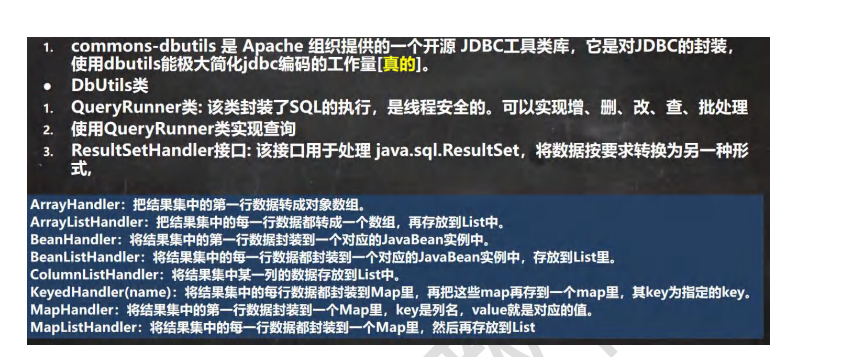 1. commons-dbutils 是 Apache 组织提供的一个开源 JDBC工具类库，它是对JDBC的封装，
使用dbutils能极大简化jdbc编码的工作量[真的]。
● DbUtils类
1. QueryRunner类: 该类封装了SQL的执行，是线程安全的。可以实现增、删、改、查、批处理
2. 使用QueryRunner类实现查询
3. ResultSetHandler接口: 该接口用于处理 java.sql.ResultSet，将数据按要求转换为另一种形
式，
ArrayHandler：把结果集中的第一行数据转成对象数组。
ArrayListHandler：把结果集中的每一行数据都转成一个数组，再存放到List中。
BeanHandler：将结果集中的第一行数据封装到一个对应的JavaBean实例中。
BeanListHandler：将结果集中的每一行数据都封装到一个对应的JavaBean实例中，存放到List里。
ColumnListHandler：将结果集中某一列的数据存放到List中。
KeyedHandler(name)：将结果集中的每行数据都封装到Map里，再把这些map再存到一个map里，其key为指定的key。
MapHandler：将结果集中的第一行数据封装到一个Map里，key是列名，value就是对应的值。
MapListHandler：将结果集中的每一行数据都封装到一个Map里，然后再存放到List